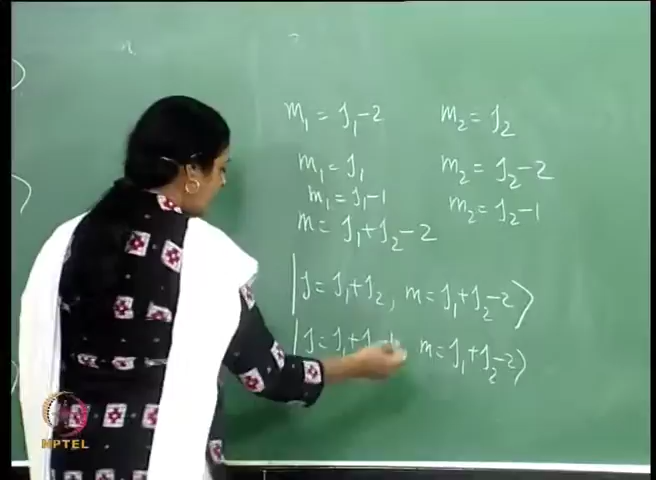 m₁ = J₁-2 m₂ = J₂
m₁ = J₁ m₂ = J₂-2
m₁ = J₁-1 m₂ = J₂-1
m = J₁+J₂-2
|J = J₁+J₂, m = J₁+J₂-2⟩
|J = J₁+J₂-1 m = J₁+J₂-2⟩
NPTEL